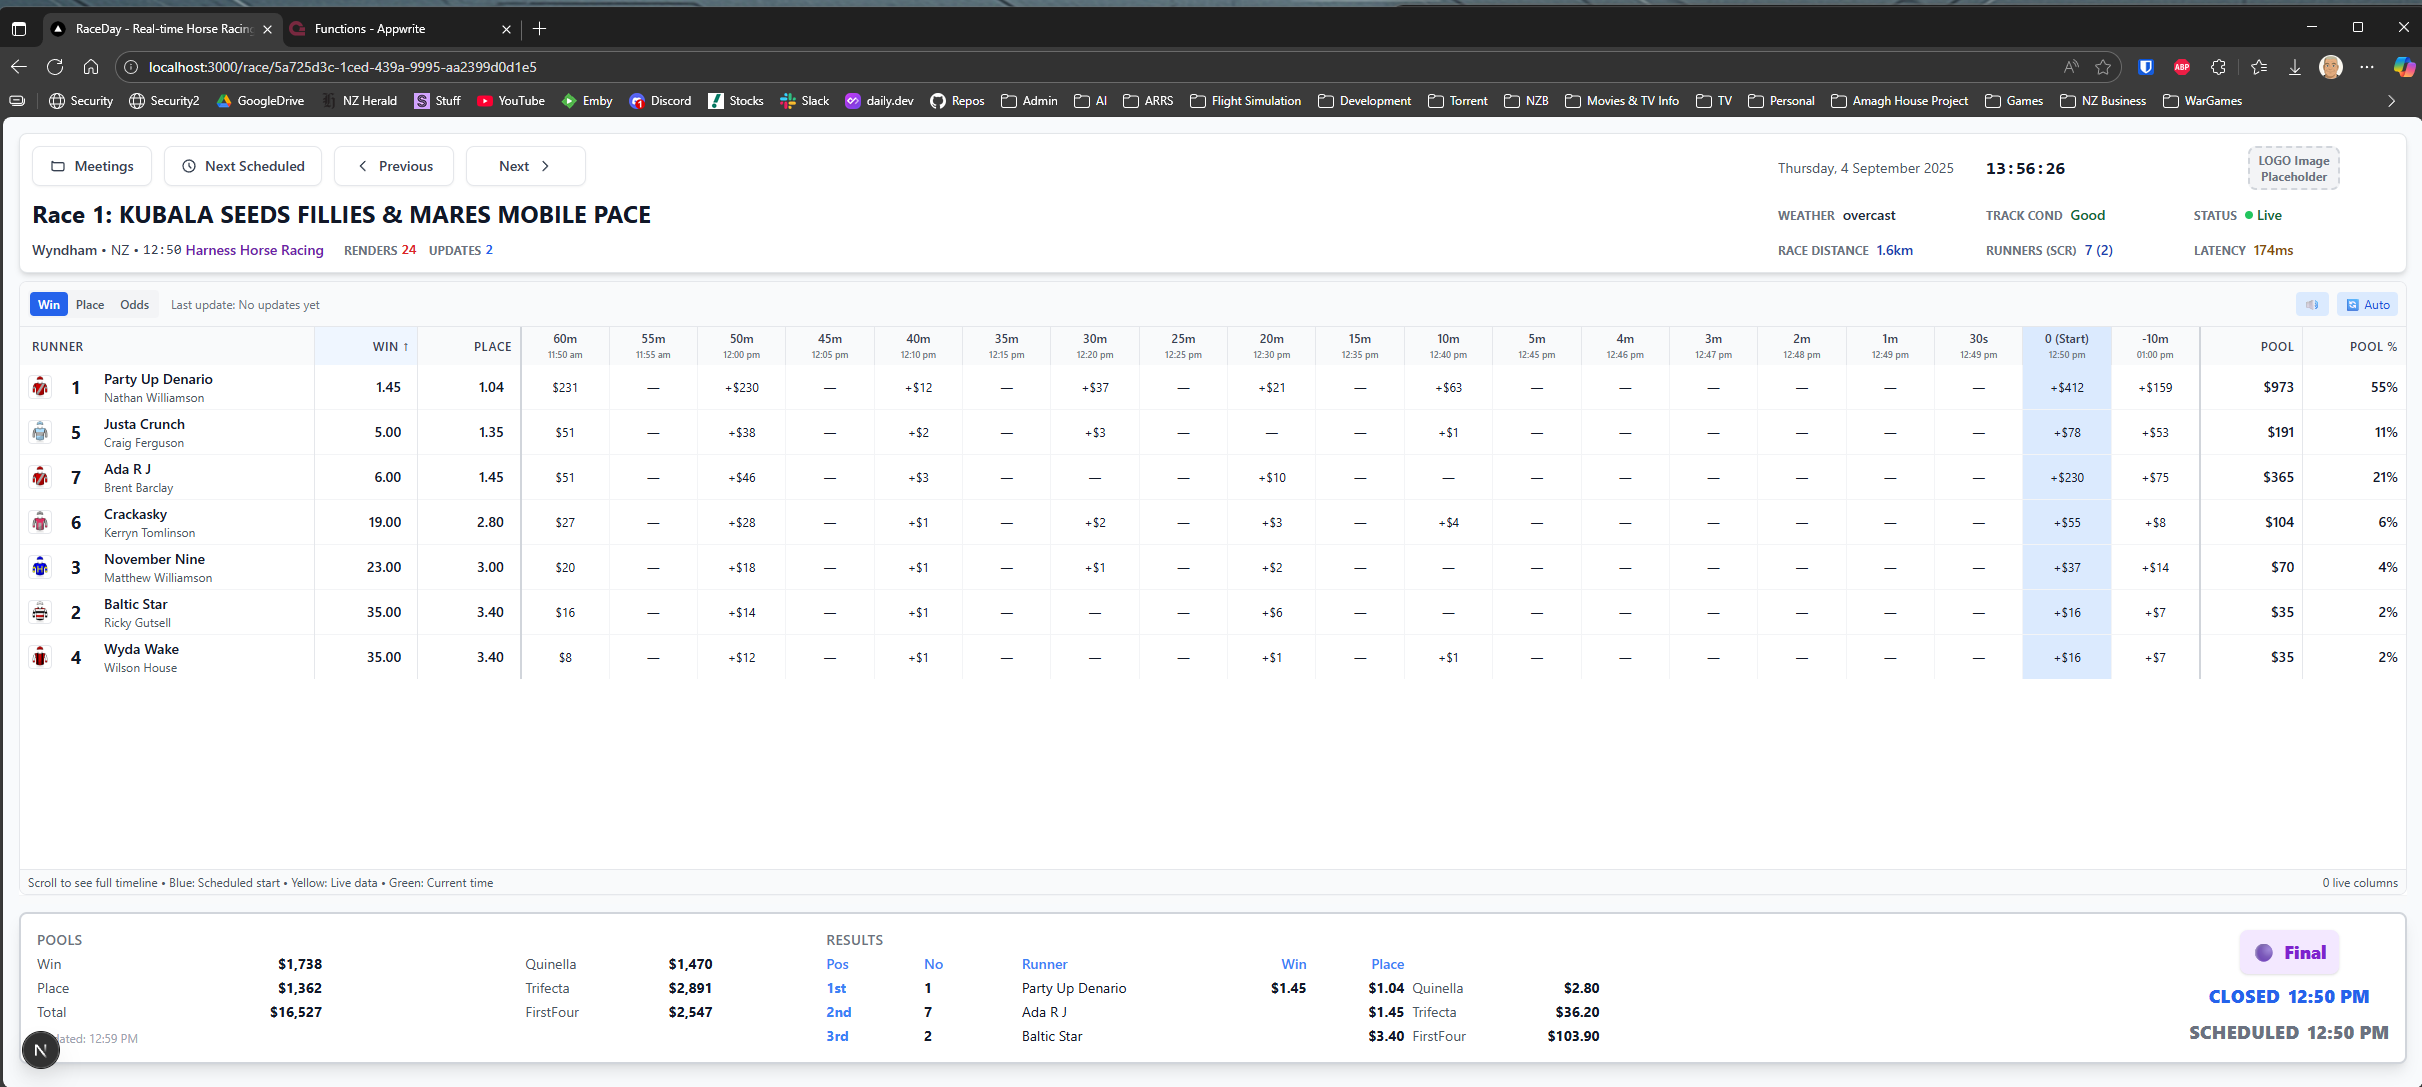 RaceDay - Real-time Horse Racing
Functions - Appwrite
localhost:3000/race/5a725d3c-1ced-439a-9995-aa2399d0d1e5
ABP
Security Security2 GoogleDrive NZ Herald Stuff YouTube Emby Discord Stocks Slack daily.dev Repos Admin AI ARRS Flight Simulation Development Torrent NZB Movies & TV Info TV Personal Amagh House Project Games NZ Business WarGames
Meetings Next Scheduled Previous Next
Thursday, 4 September 2025 13:56:26
LOGO Image
Placeholder
Race 1: KUBALA SEEDS FILLIES & MARES MOBILE PACE
WEATHER overcast TRACK COND Good STATUS Live
Wyndham • NZ • 12:50 Harness Horse Racing RENDERS 24 UPDATES 2
RACE DISTANCE 1.6km RUNNERS (SCR) 7 (2) LATENCY 174ms
Win Place Odds Last update: No updates yet Auto
RUNNER WIN ↑ PLACE 60m 55m 50m 45m 40m 35m 30m 25m 20m 15m 10m 5m 4m 3m 2m 1m 30s 0 (Start) -10m POOL POOL %
11:50 am 11:55 am 12:00 pm 12:05 pm 12:10 pm 12:15 pm 12:20 pm 12:25 pm 12:30 pm 12:35 pm 12:40 pm 12:45 pm 12:46 pm 12:47 pm 12:48 pm 12:49 pm 12:49 pm 12:50 pm 01:00 pm
1 Party Up Denario 1.45 1.04 $231 — +$230 — +$12 — +$37 — +$21 — +$63 — — — — — — +$412 +$159 $973 55%
Nathan Williamson
5 Justa Crunch 5.00 1.35 $51 — +$38 — +$2 — +$3 — — — +$1 — — — — — — +$78 +$53 $191 11%
Craig Ferguson
7 Ada R J 6.00 1.45 $51 — +$46 — +$3 — — — +$10 — — — — — — — — +$230 +$75 $365 21%
Brent Barclay
6 Crackasky 19.00 2.80 $27 — +$28 — +$1 — +$2 — +$3 — +$4 — — — — — — +$55 +$8 $104 6%
Kerryn Tomlinson
3 November Nine 23.00 3.00 $20 — +$18 — +$1 — +$1 — +$2 — — — — — — — — +$37 +$14 $70 4%
Matthew Williamson
2 Baltic Star 35.00 3.40 $16 — +$14 — +$1 — — — +$6 — — — — — — — — +$16 +$7 $35 2%
Ricky Gutsell
4 Wyda Wake 35.00 3.40 $8 — +$12 — +$1 — — — +$1 — +$1 — — — — — — +$16 +$7 $35 2%
Wilson House
Scroll to see full timeline • Blue: Scheduled start • Yellow: Live data • Green: Current time 0 live columns
POOLS
Win $1,738 Quinella $1,470
Place $1,362 Trifecta $2,891
Total $16,527 FirstFour $2,547
ated: 12:59 PM
N
RESULTS
Pos No Runner Win Place
1st 1 Party Up Denario $1.45 $1.04 Quinella $2.80
2nd 7 Ada R J $1.45 Trifecta $36.20
3rd 2 Baltic Star $3.40 FirstFour $103.90
Final
CLOSED 12:50 PM
SCHEDULED 12:50 PM